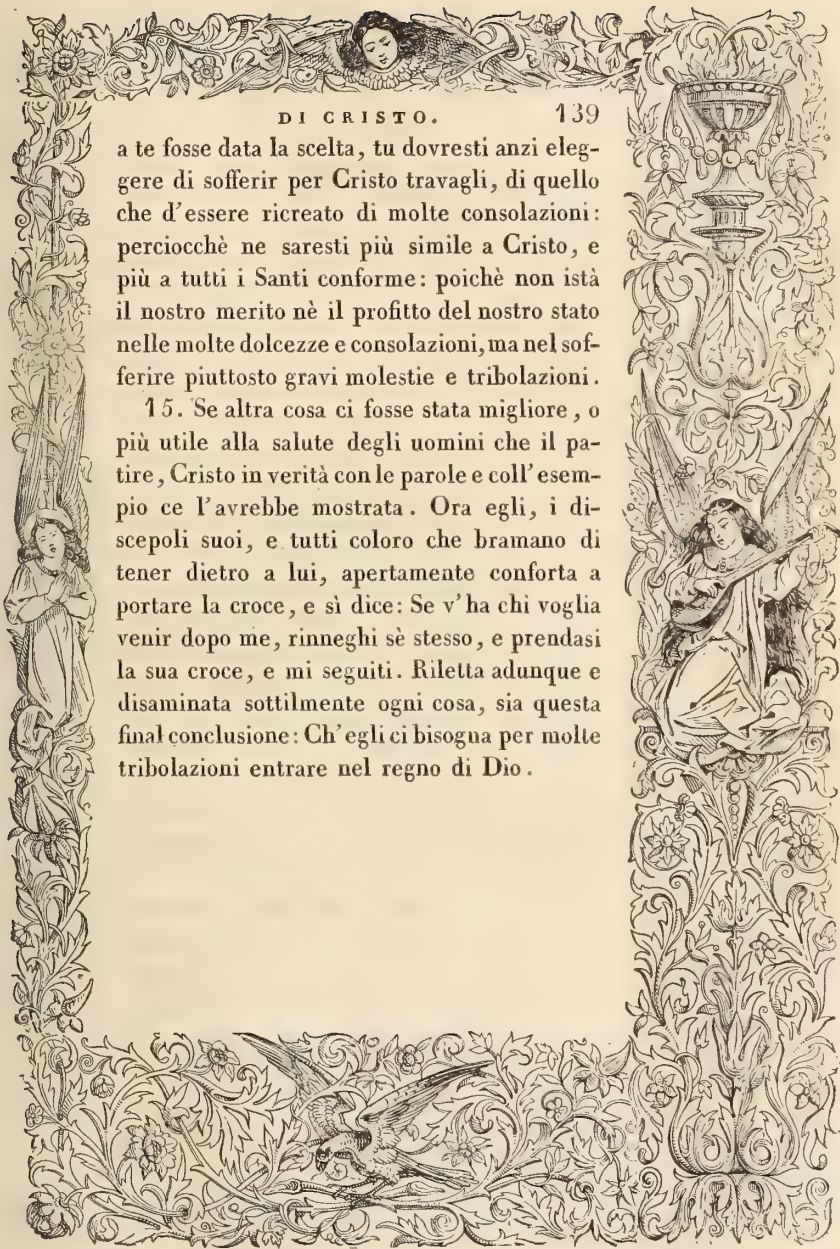 DI CRISTO. 139
a te fosse data la scelta, tu dovresti anzi eleg-
gere di sofferir per Cristo travagli, di quello
che d'essere ricreato di molte consolazioni:
perciocchè ne saresti più simile a Cristo, e
più a tutti i Santi conforme: poichè non istà
il nostro merito nè il profitto del nostro stato
nelle molte dolcezze e consolazioni, ma nel sof-
ferire piuttosto gravi molestie e tribolazioni.
15. Se altra cosa ci fosse stata migliore, o
più utile alla salute degli uomini che il pa-
tire, Cristo in verità con le parole e coll'esem-
pio ce l'avrebbe mostrata. Ora egli, i di-
scepoli suoi, e tutti coloro che bramano di
tener dietro a lui, apertamente conforta a
portare la croce, e sì dice: Se v'ha chi voglia
venir dopo me, rinneghi sè stesso, e prendasi
la sua croce, e mi seguiti. Riletta adunque e
disaminata sottilmente ogni cosa, sia questa
final conclusione: Ch'egli ci bisogna per molte
tribolazioni entrare nel regno di Dio.